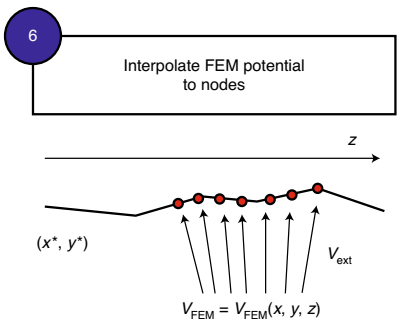 6
Interpolate FEM potential
to nodes
z
(x*, y*)
V_ext
V_FEM = V_FEM(x, y, z)